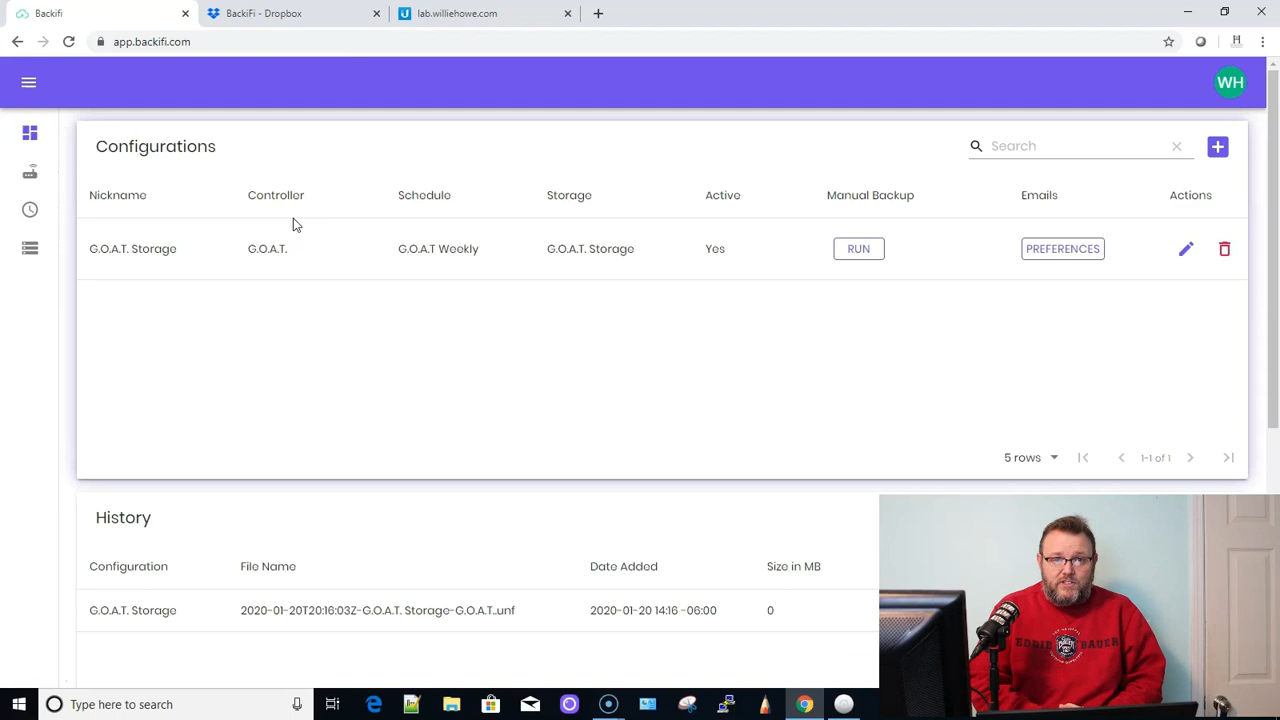 Backifi
BackiFi - Dropbox
lab.williehowe.com
app.backifi.com
H
WH
Configurations
Search
Nickname Controller Schedule Storage Active Manual Backup Emails Actions
G.O.A.T. Storage G.O.A.T. G.O.A.T Weekly G.O.A.T. Storage Yes RUN PREFERENCES
5 rows 1-1 of 1
History
Configuration File Name Date Added Size in MB
G.O.A.T. Storage 2020-01-20T20:16:03Z-G.O.A.T. Storage-G.O.A.T..unf 2020-01-20 14:16 -06:00 0
EDDIE BAUER
Type here to search